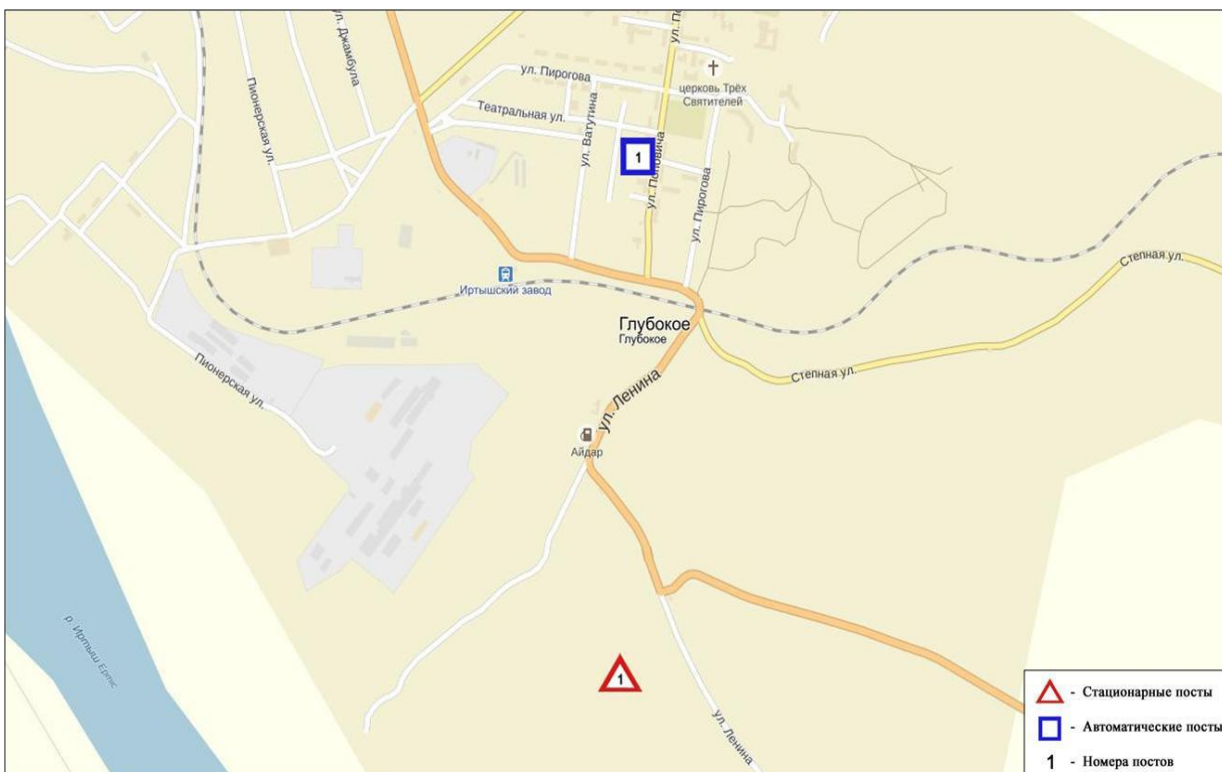 ул. Джамбула
Пионерская ул.
ул. Пирогова
Театральная ул.
ул. Ватутина
ул. По
церковь Трёх
Святителей
1
ул. Поповича
ул. Пирогова
Степная ул.
Иртышский завод
Глубокое
Глубокое
Степная ул.
Пионерская ул.
ул. Ленина
Айдар
р. Иртыш Ертіс
1
ул. Ленина
- Стационарные посты
- Автоматические посты
1 - Номера постов